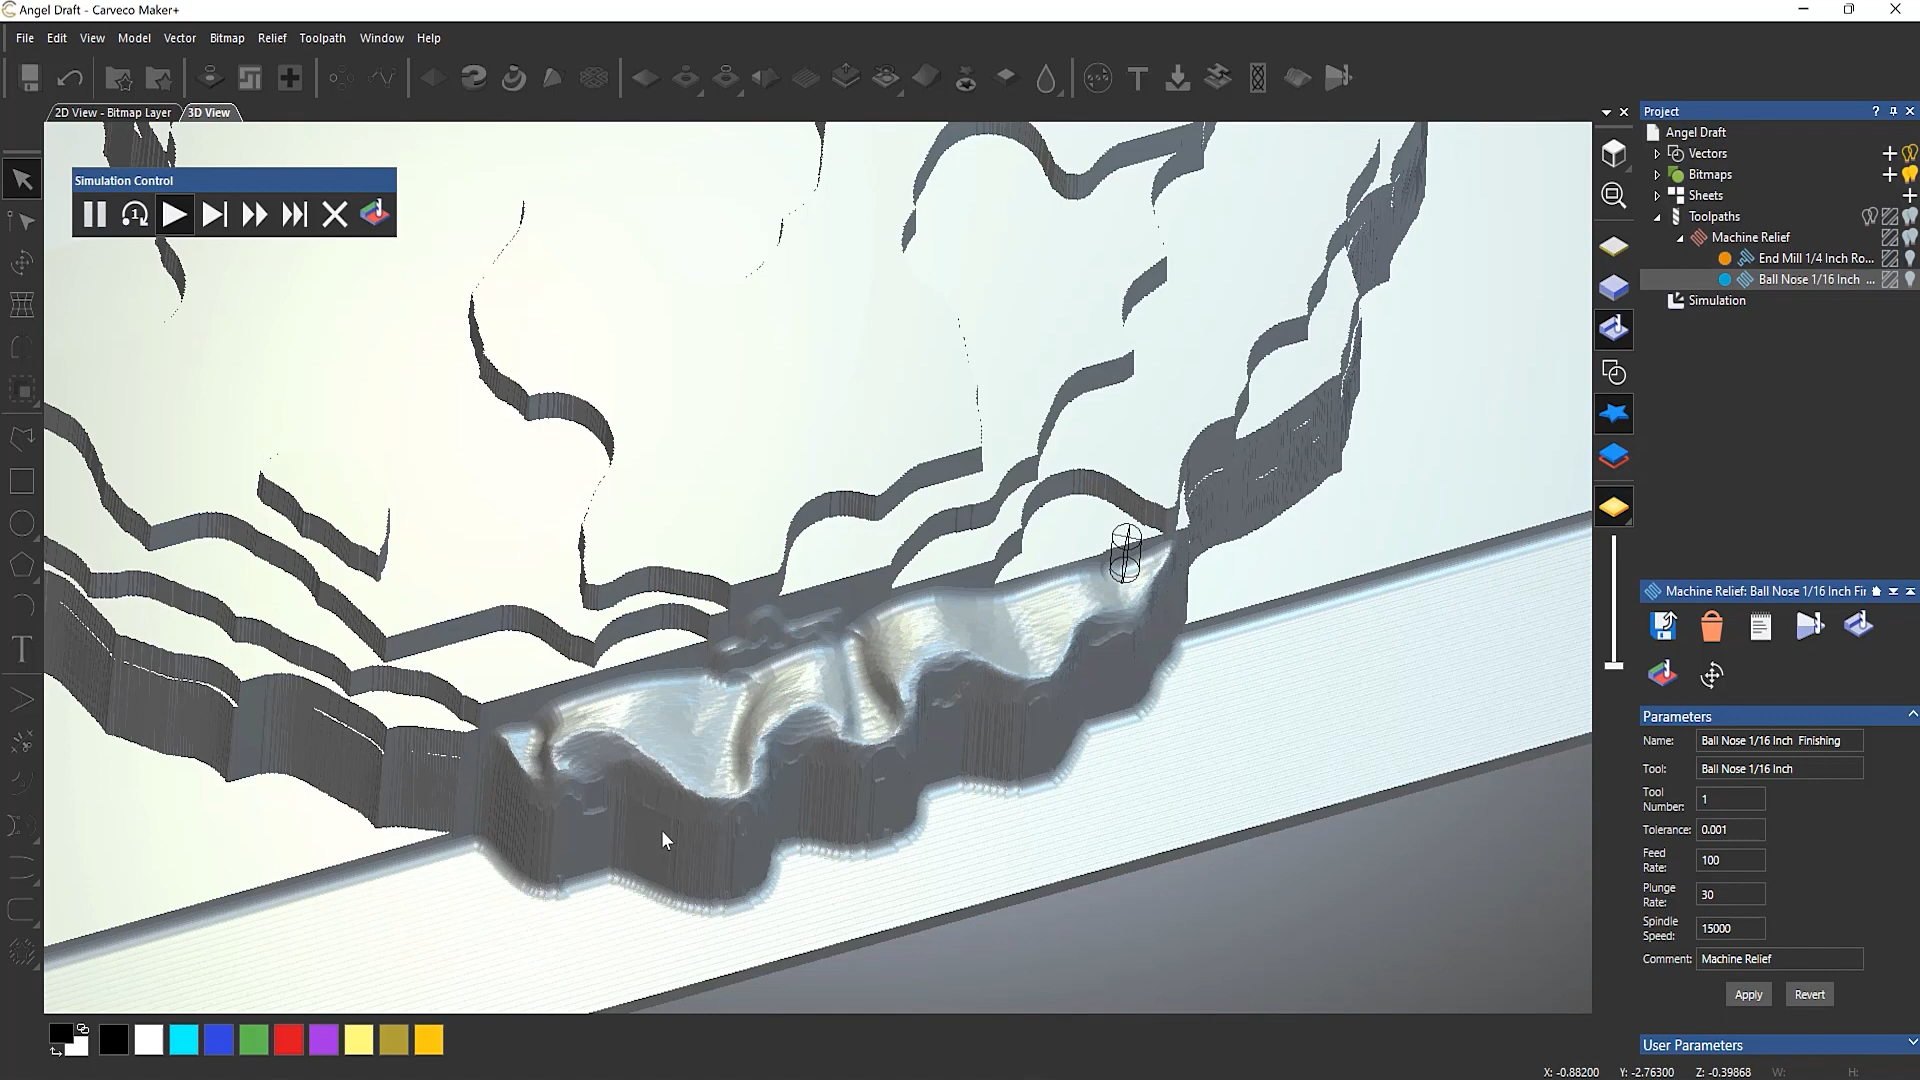 Angel Draft - Carveco Maker+
File Edit View Model Vector Bitmap Relief Toolpath Window Help
2D View - Bitmap Layer 3D View
Simulation Control
1
Project ?
Angel Draft
Vectors
Bitmaps
Sheets
Toolpaths
Machine Relief
End Mill 1/4 Inch Ro...
Ball Nose 1/16 Inch ...
Simulation
Machine Relief: Ball Nose 1/16 Inch Fir
Parameters
Name: Ball Nose 1/16 Inch Finishing
Tool: Ball Nose 1/16 Inch
Tool
Number: 1
Tolerance: 0.001
Feed
Rate: 100
Plunge
Rate: 30
Spindle
Speed: 15000
Comment: Machine Relief
Apply Revert
User Parameters
X: -0.88200 Y: -2.76300 Z: -0.39868 W: H: